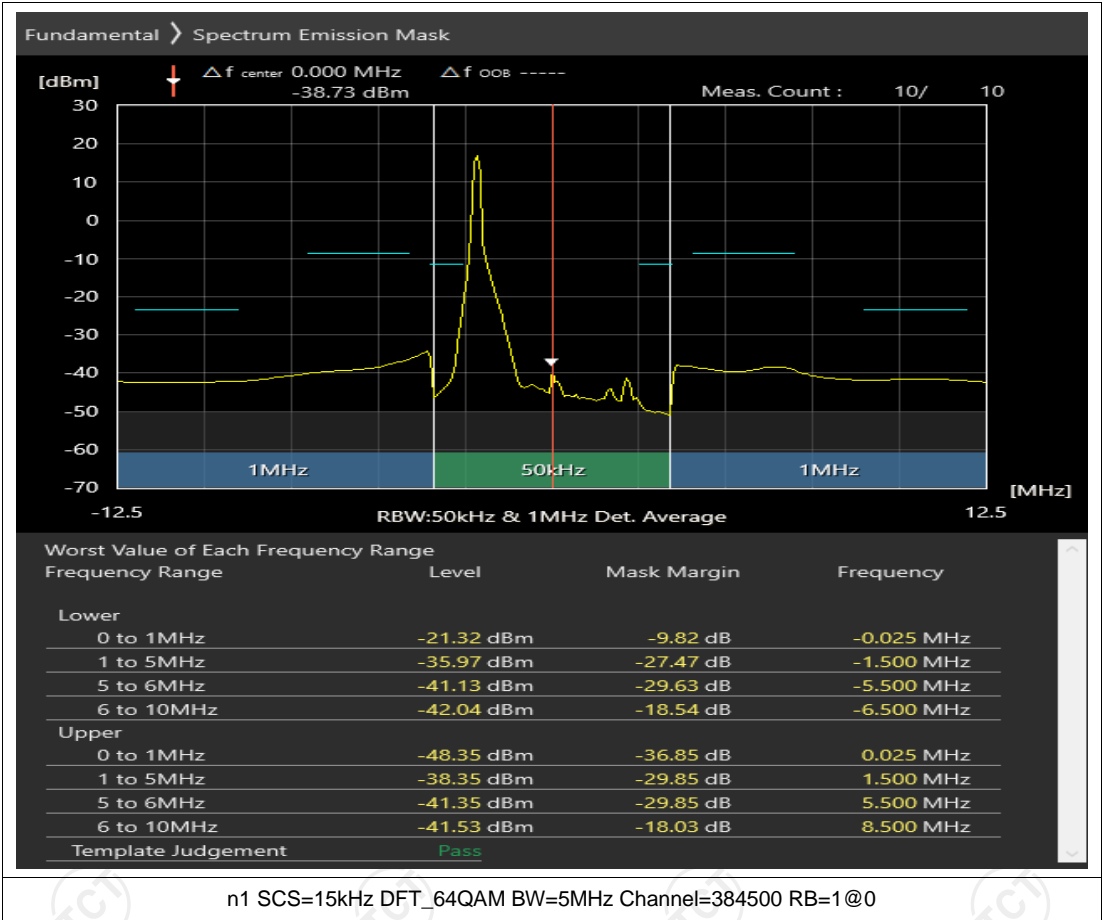 Fundamental ❯ Spectrum Emission Mask
[dBm] △f center 0.000 MHz △f OOB -----
-38.73 dBm Meas. Count : 10/ 10
30
20
10
0
-10
-20
-30
-40
-50
-60
-70
1MHz 50kHz 1MHz
[MHz]
-12.5 RBW:50kHz & 1MHz Det. Average 12.5
Worst Value of Each Frequency Range
Frequency Range Level Mask Margin Frequency
Lower
0 to 1MHz -21.32 dBm -9.82 dB -0.025 MHz
1 to 5MHz -35.97 dBm -27.47 dB -1.500 MHz
5 to 6MHz -41.13 dBm -29.63 dB -5.500 MHz
6 to 10MHz -42.04 dBm -18.54 dB -6.500 MHz
Upper
0 to 1MHz -48.35 dBm -36.85 dB 0.025 MHz
1 to 5MHz -38.35 dBm -29.85 dB 1.500 MHz
5 to 6MHz -41.35 dBm -29.85 dB 5.500 MHz
6 to 10MHz -41.53 dBm -18.03 dB 8.500 MHz
Template Judgement Pass
n1 SCS=15kHz DFT_64QAM BW=5MHz Channel=384500 RB=1@0
TCT TCT TCT TCT